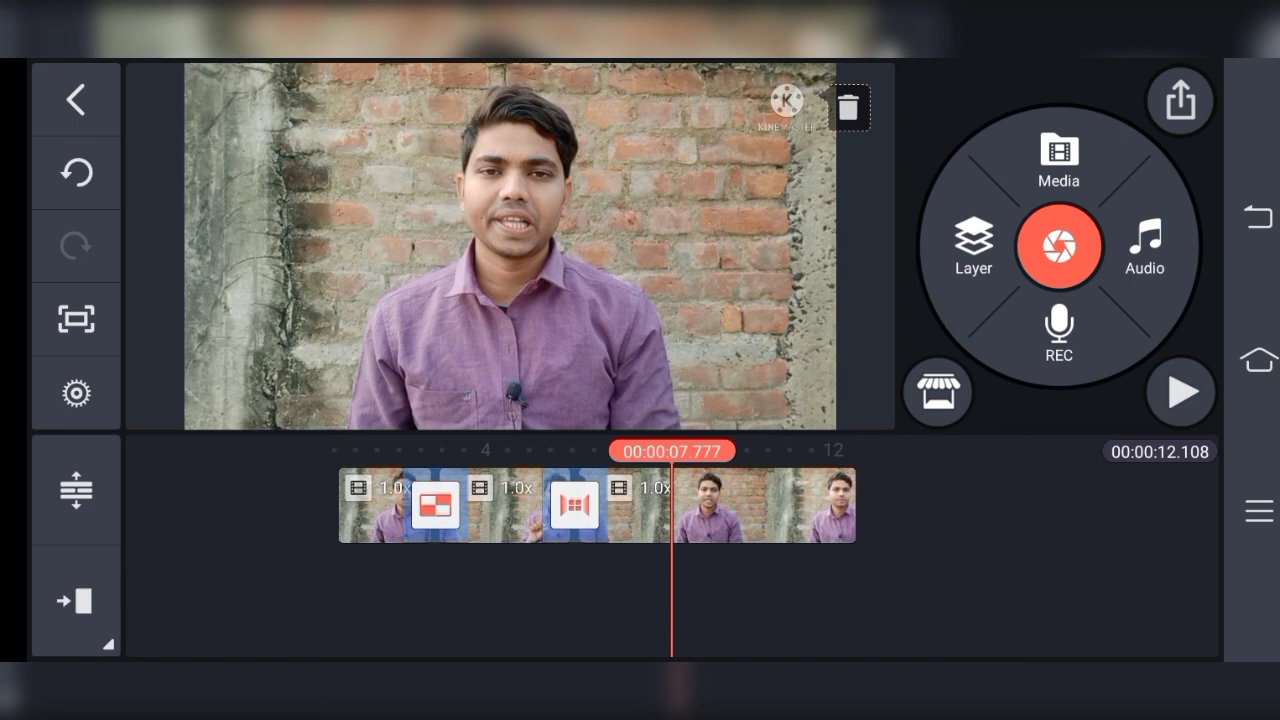 K
KINEMASTER
Media
Layer
Audio
REC
4
00:00:07.777
12
00:00:12.108
1.0x
1.0x
1.0x